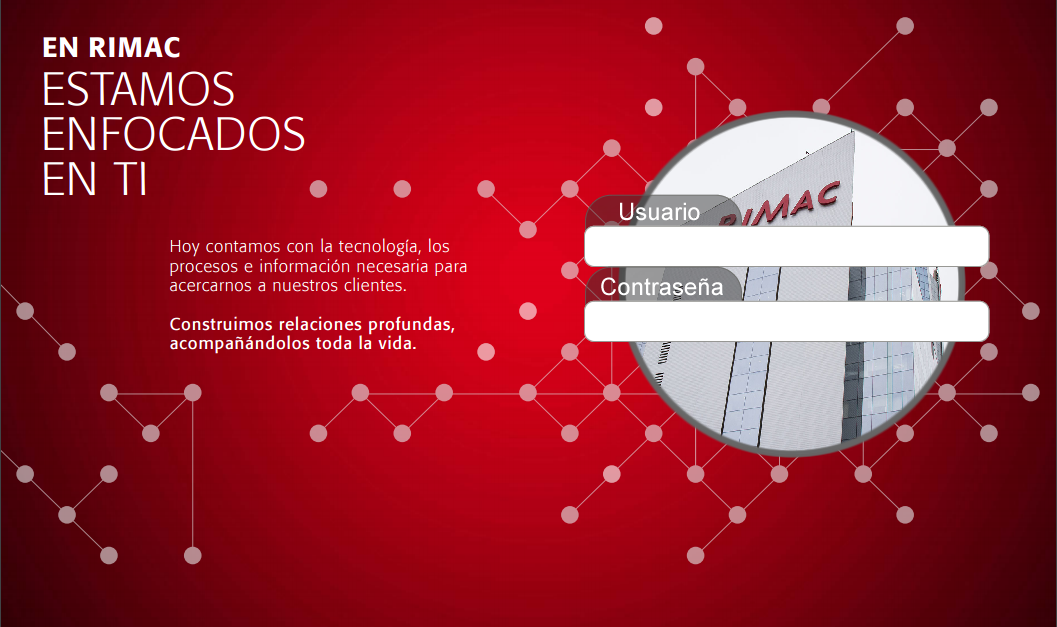 EN RIMAC
ESTAMOS
ENFOCADOS
EN TI
Hoy contamos con la tecnología, los
procesos e información necesaria para
acercarnos a nuestros clientes.
Construimos relaciones profundas,
acompañándolos toda la vida.
RIMAC
Usuario
Contraseña